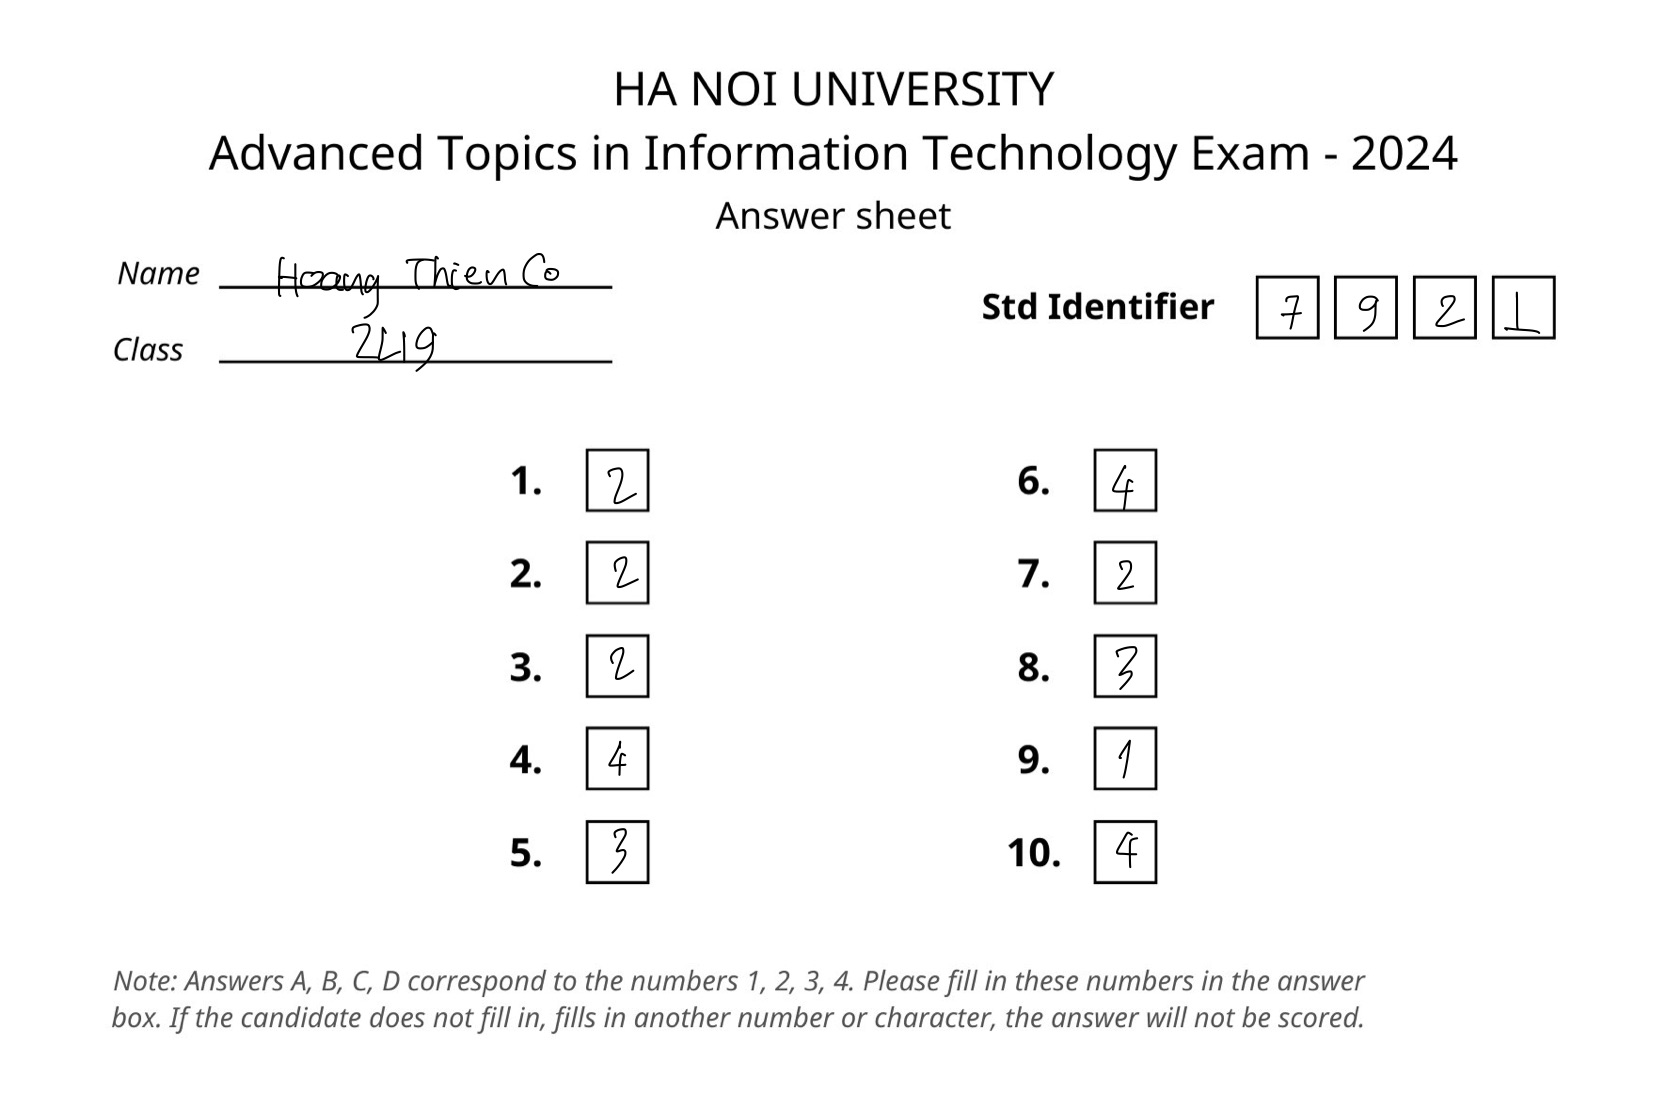 HA NOI UNIVERSITY
Advanced Topics in Information Technology Exam - 2024
Answer sheet
Name Hoang Thien Co
Class 2L19
Std Identifier 7 9 2 1
1. 2
2. 2
3. 2
4. 4
5. 3
6. 4
7. 2
8. 3
9. 1
10. 4
Note: Answers A, B, C, D correspond to the numbers 1, 2, 3, 4. Please fill in these numbers in the answer
box. If the candidate does not fill in, fills in another number or character, the answer will not be scored.